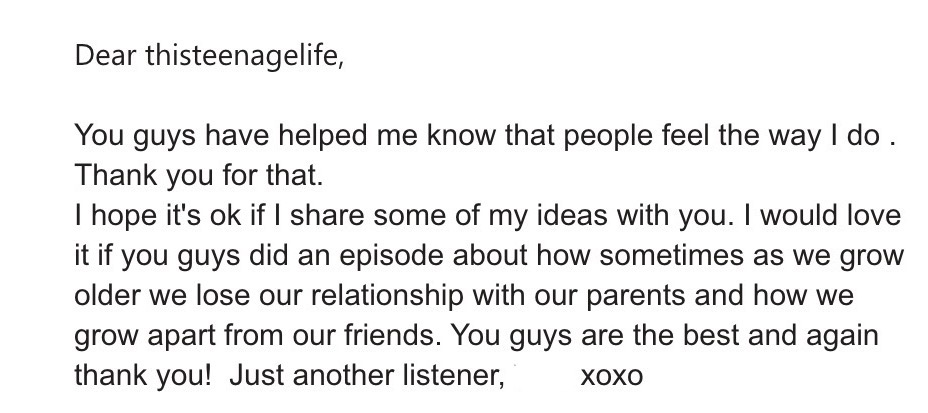 Dear thisteenagelife,
You guys have helped me know that people feel the way I do .
Thank you for that.
I hope it's ok if I share some of my ideas with you. I would love
it if you guys did an episode about how sometimes as we grow
older we lose our relationship with our parents and how we
grow apart from our friends. You guys are the best and again
thank you!  Just another listener, xoxo